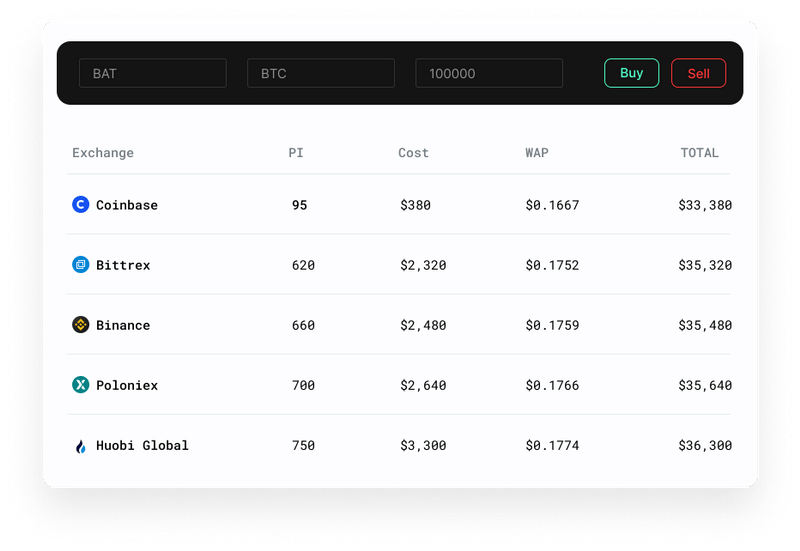 BAT BTC 100000 Buy Sell
Exchange PI Cost WAP TOTAL
Coinbase 95 $380 $0.1667 $33,380
Bittrex 620 $2,320 $0.1752 $35,320
Binance 660 $2,480 $0.1759 $35,480
Poloniex 700 $2,640 $0.1766 $35,640
Huobi Global 750 $3,300 $0.1774 $36,300